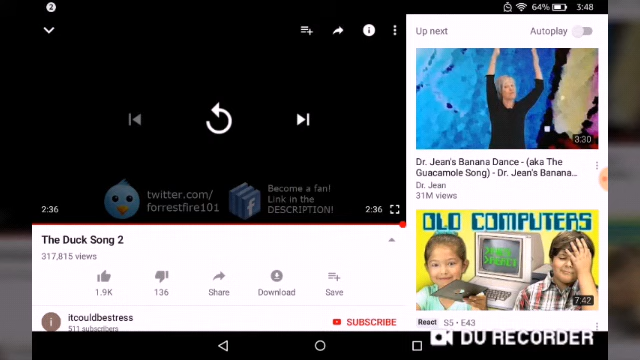 2
64%
3:48
Up next
Autoplay
twitter.com/
forrestfire101
Become a fan!
Link in the
DESCRIPTION!
2:36
2:36
3:30
Dr. Jean's Banana Dance - (aka The
Guacamole Song) - Dr. Jean's Banana...
Dr. Jean
31M views
The Duck Song 2
317,815 views
1.9K
136
Share
Download
Save
itcouldbestress
511 subscribers
SUBSCRIBE
OLD COMPUTERS
7:42
React
S5 • E43
DU RECORDER